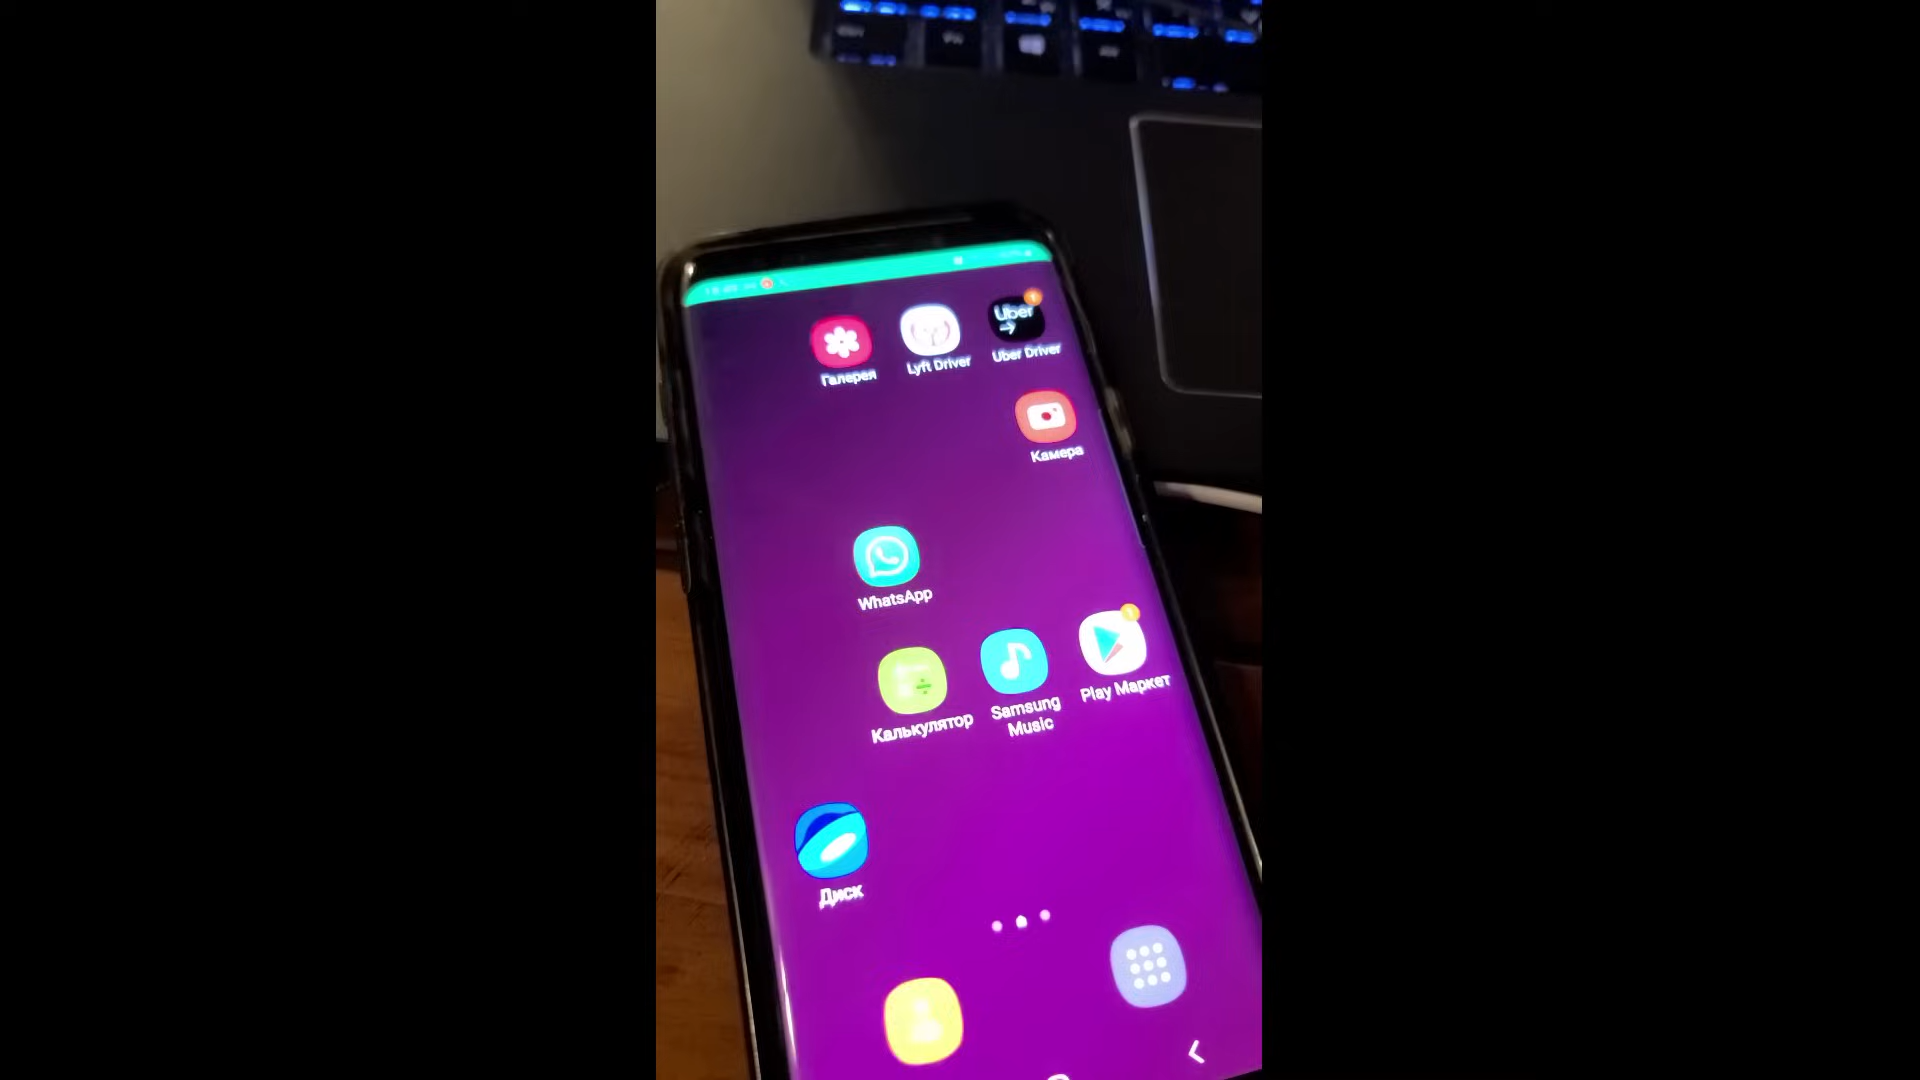 Uber
Галерея
Lyft Driver
Uber Driver
Камера
WhatsApp
Калькулятор
Samsung
Music
Play Маркет
Диск